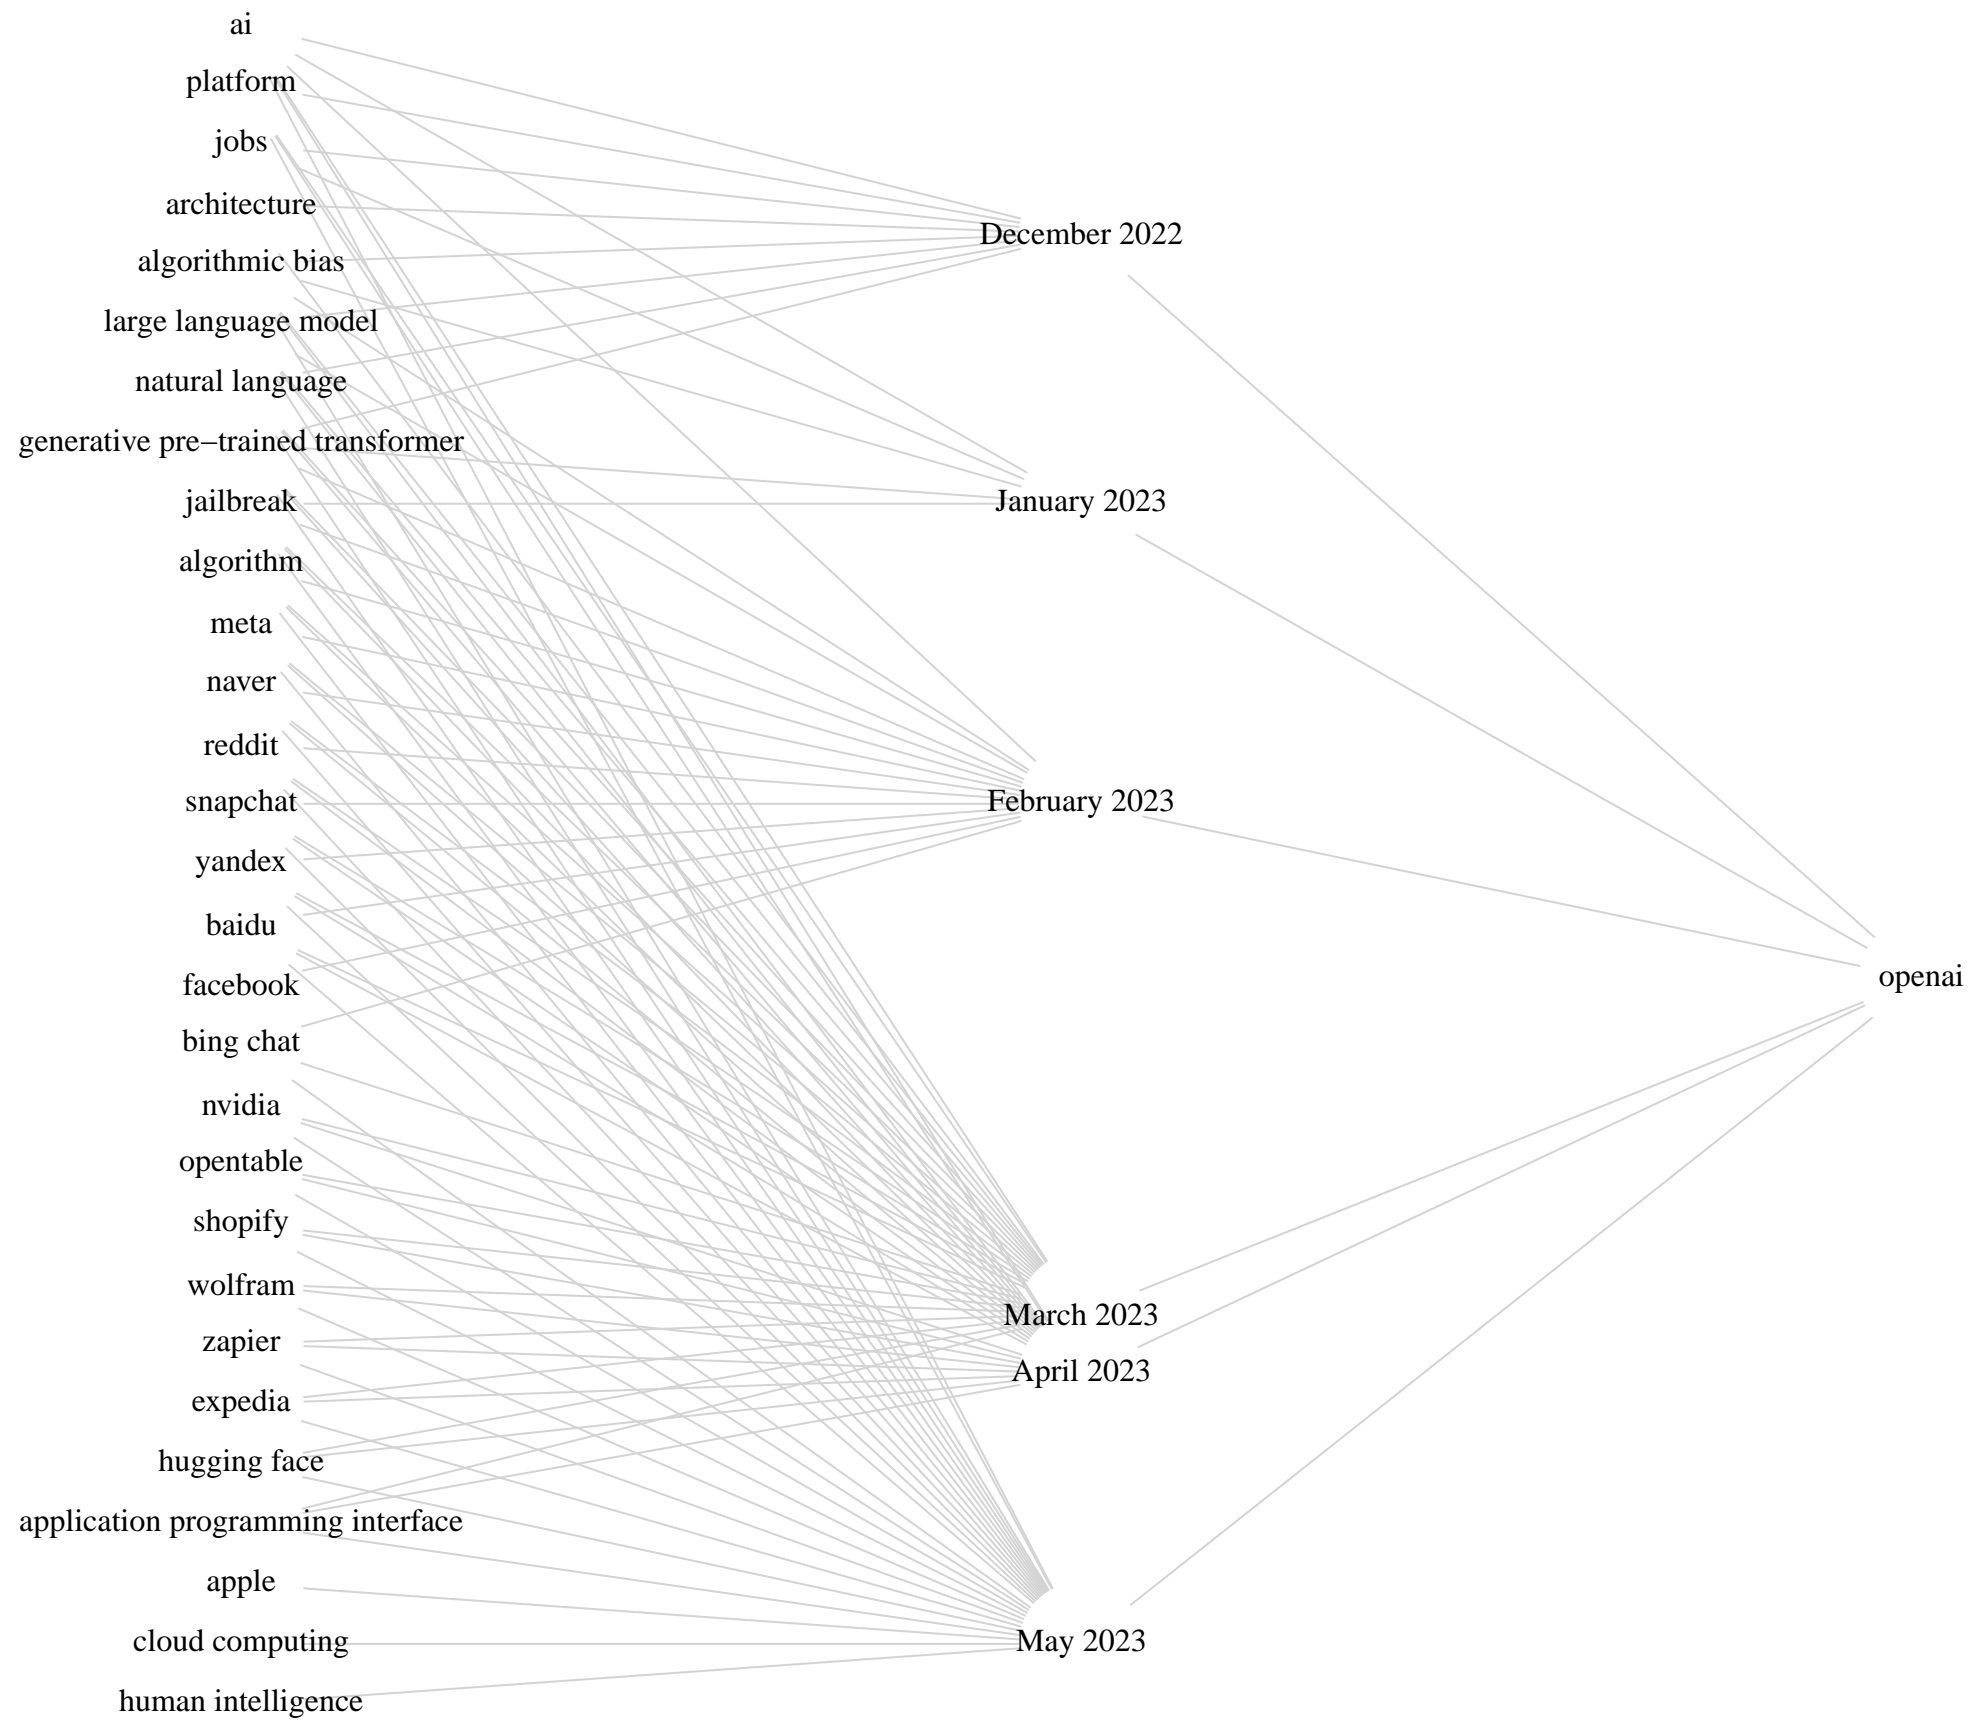 ai
platform
jobs
architecture
algorithmic bias
large language model
natural language
generative pre−trained transformer
jailbreak
algorithm
meta
naver
reddit
snapchat
yandex
baidu
facebook
bing chat
nvidia
opentable
shopify
wolfram
zapier
expedia
hugging face
application programming interface
apple
cloud computing
human intelligence
December 2022
January 2023
February 2023
March 2023
April 2023
May 2023
openai